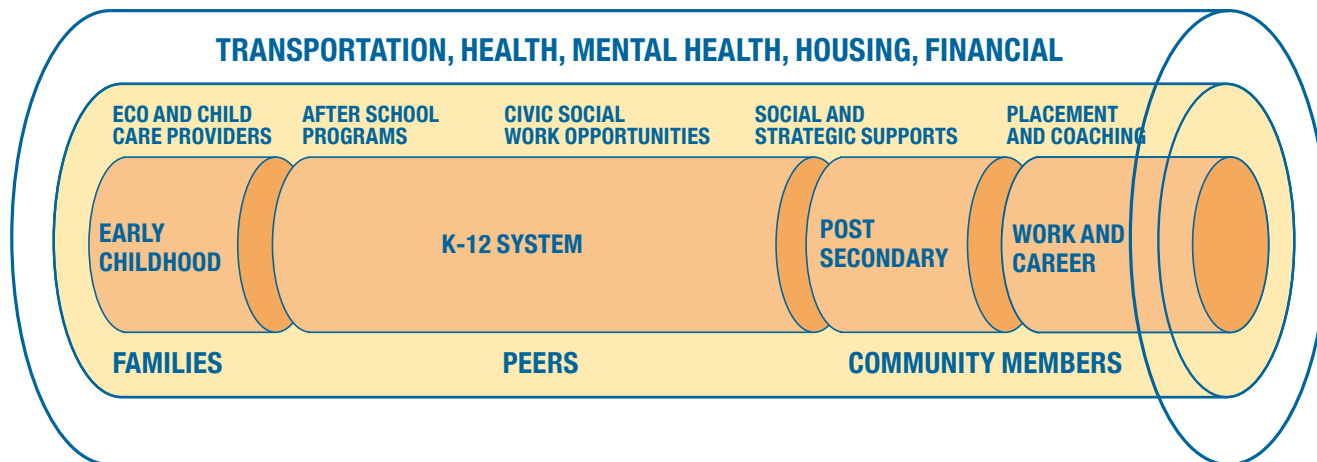 TRANSPORTATION, HEALTH, MENTAL HEALTH, HOUSING, FINANCIAL
ECO AND CHILD
CARE PROVIDERS
AFTER SCHOOL
PROGRAMS
CIVIC SOCIAL
WORK OPPORTUNITIES
SOCIAL AND
STRATEGIC SUPPORTS
PLACEMENT
AND COACHING
EARLY
CHILDHOOD
K-12 SYSTEM
POST
SECONDARY
WORK AND
CAREER
FAMILIES
PEERS
COMMUNITY MEMBERS